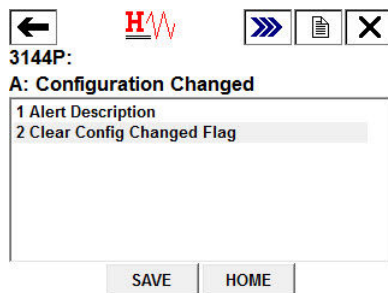 H
3144P:
A: Configuration Changed
1 Alert Description
2 Clear Config Changed Flag
SAVE HOME